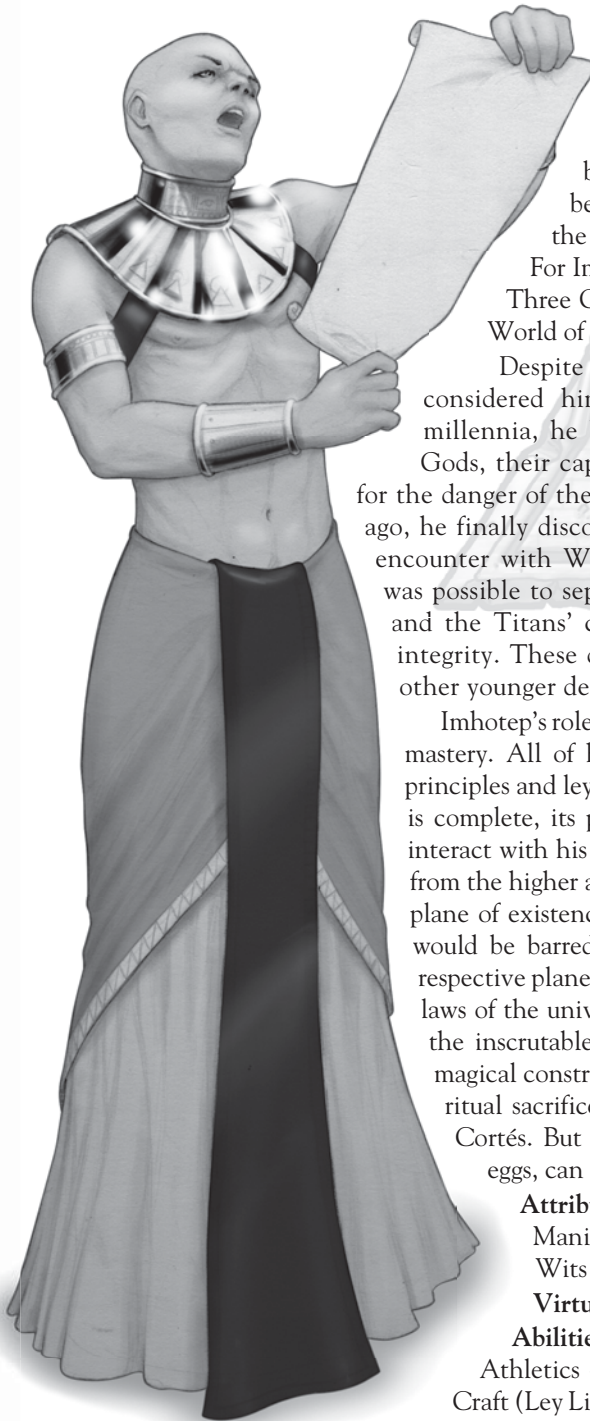 b
be
the
For In
Three C
World of
Despite
considered hin
millennia, he
Gods, their cap
for the danger of the
ago, he finally disco
encounter with W
was possible to sep
and the Titans' c
integrity. These c
other younger de
Imhotep's role
mastery. All of l
principles and ley
is complete, its p
interact with his
from the higher a
plane of existenc
would be barred
respective plane
laws of the univ
the inscrutable
magical constr
ritual sacrifice
Cortés. But
eggs, can
Attribu
Mani
Wits
Virtu
Abilitie
Athletics
Craft (Ley Li